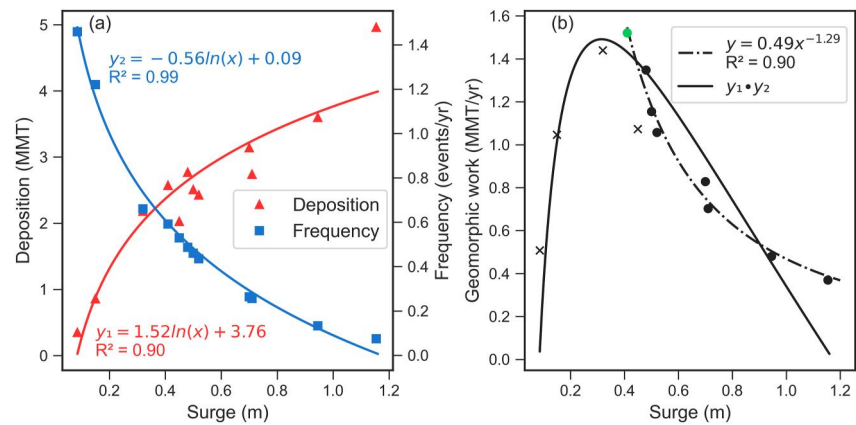 (a)
y₂ = −0.56ln(x) + 0.09
R² = 0.99
Deposition
Frequency
y₁ = 1.52ln(x) + 3.76
R² = 0.90
Deposition (MMT)
5
4
3
2
1
0
0.2 0.4 0.6 0.8 1.0 1.2
Surge (m)
1.4
1.2
1.0
0.8
0.6
0.4
0.2
0.0
Frequency (events/yr)
(b)
y = 0.49x⁻¹·²⁹
R² = 0.90
y₁•y₂
Geomorphic work (MMT/yr)
1.6
1.4
1.2
1.0
0.8
0.6
0.4
0.2
0.0
0.2 0.4 0.6 0.8 1.0 1.2
Surge (m)